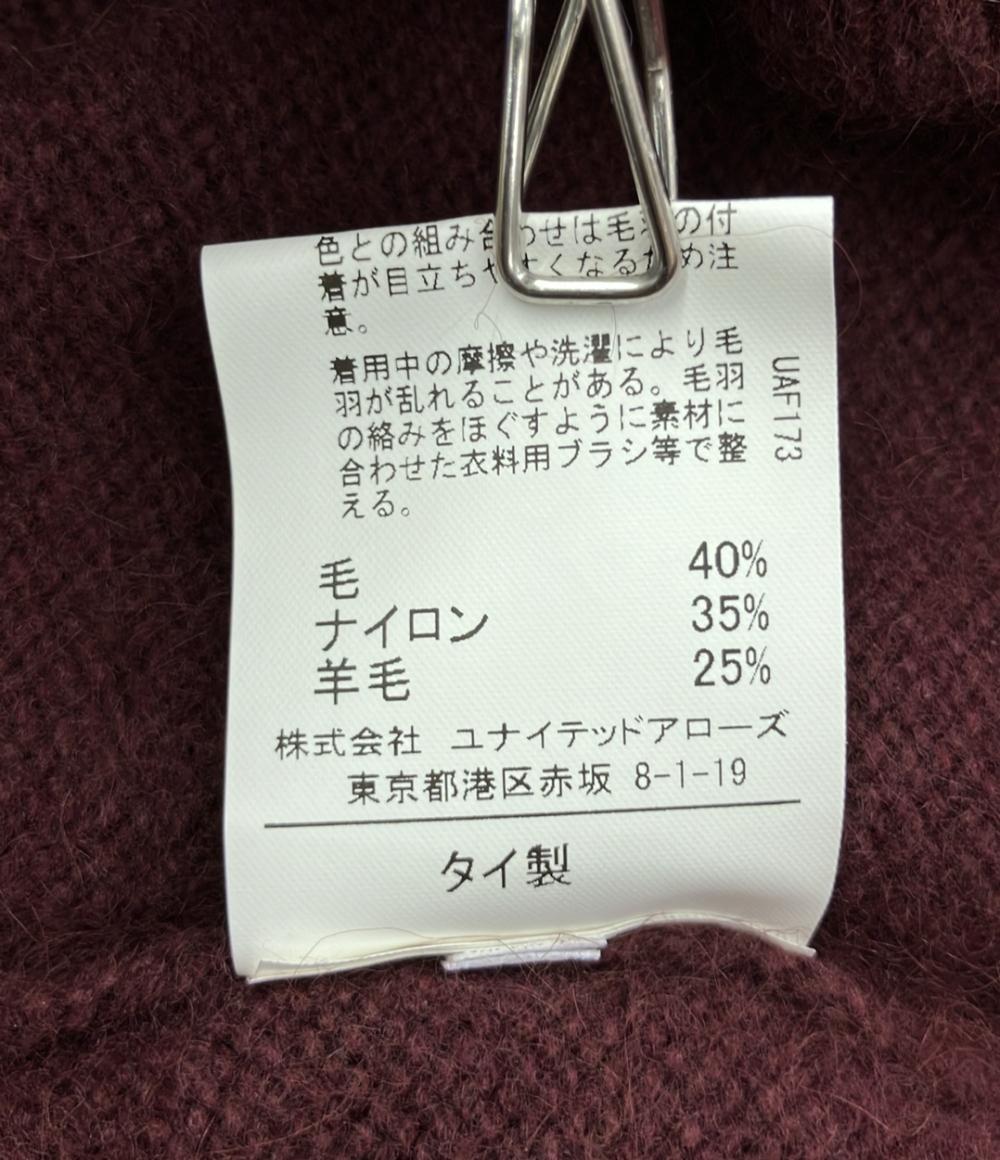 色との組み合わせは毛羽の付
着が目立ちやすくなるため注
意。
着用中の摩擦や洗濯により毛
羽が乱れることがある。毛羽
の絡みをほぐすように素材に
合わせた衣料用ブラシ等で整
える。
UAF173
毛 40%
ナイロン 35%
羊毛 25%
株式会社 ユナイテッドアローズ
東京都港区赤坂 8-1-19
タイ製